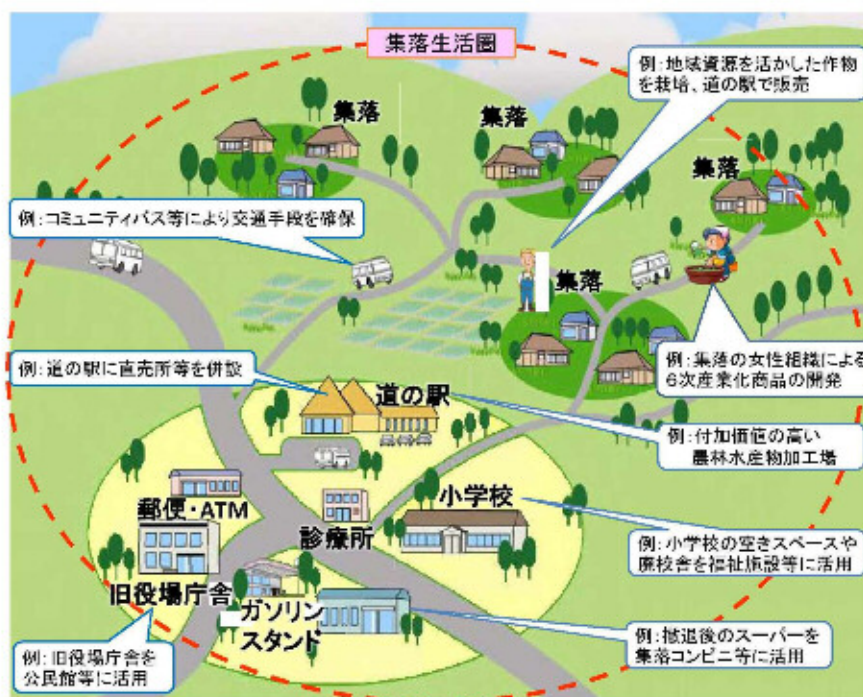 集落生活圏
例:地域資源を活かした作物
を栽培、道の駅で販売
集落
集落
集落
例:コミュニティバス等により交通手段を確保
集落
例:集落の女性組織による
6次産業化商品の開発
例:道の駅に直売所等を併設
道の駅
例:付加価値の高い
農林水産物加工場
郵便・ATM
診療所
小学校
例:小学校の空きスペースや
廃校舎を福祉施設等に活用
旧役場庁舎
ガソリン
スタンド
例:撤退後のスーパーを
集落コンビニ等に活用
例:旧役場庁舎を
公民館等に活用